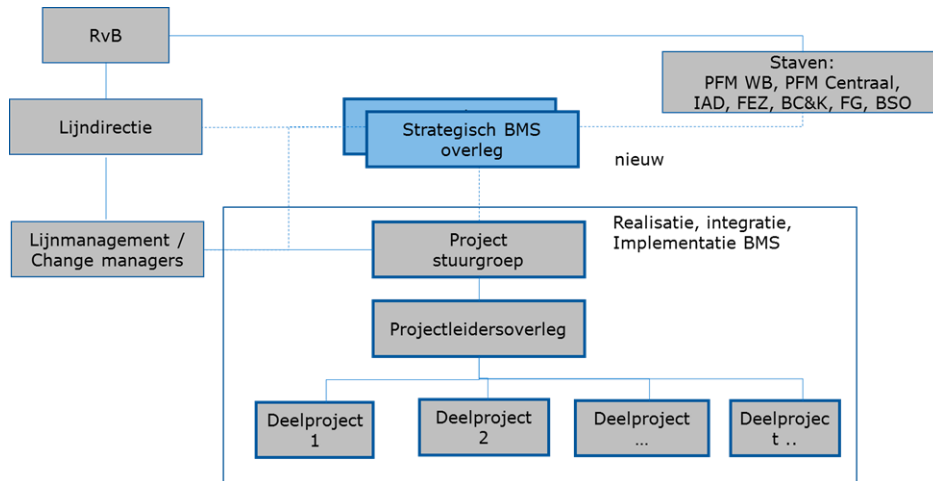 RvB
Staven:
PFM WB, PFM Centraal,
IAD, FEZ, BC&K, FG, BSO
Lijndirectie
Strategisch BMS
overleg
nieuw
Lijnmanagement /
Change managers
Project
stuurgroep
Realisatie, integratie,
Implementatie BMS
Projectleidersoverleg
Deelproject
1
Deelproject
2
Deelproject
...
Deelprojec
t ..